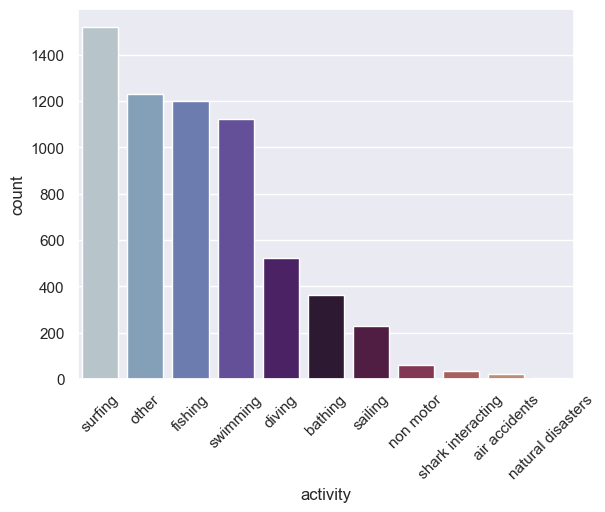 1400
1200
1000
800
600
400
200
0
count
surfing
other
fishing
swimming
diving
bathing
sailing
non motor
shark interacting
air accidents
natural disasters
activity